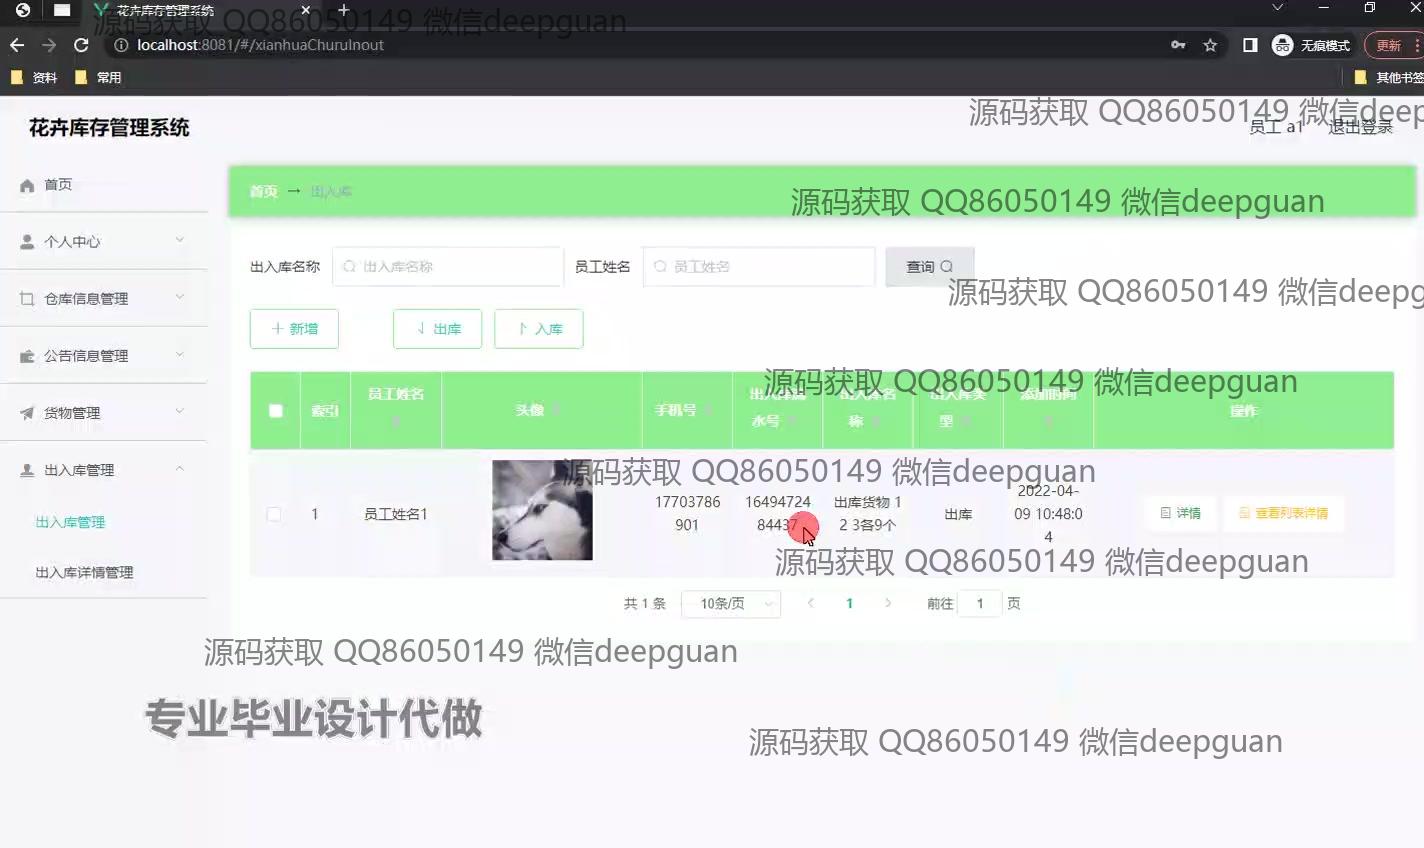 花卉库存管理系统
源码获取 QQ86050149 微信deepguan
localhost:8081/#/xianhuaChuruInout
无痕模式
更新
资料
常用
其他书签
源码获取 QQ86050149 微信deep
花卉库存管理系统
员工 a1
退出登录
首页
首页 → 出入库
源码获取 QQ86050149 微信deepguan
个人中心
出入库名称
出入库名称
员工姓名
员工姓名
查询
仓库信息管理
源码获取 QQ86050149 微信deepg
+ 新增
出库
入库
公告信息管理
源码获取 QQ86050149 微信deepguan
货物管理
索引
员工姓名
头像
手机号
水号
出入库名称
出入库类型
添加时间
操作
出入库管理
源码获取 QQ86050149 微信deepguan
1
员工姓名1
17703786
901
16494724
84437
出库货物 1
2 3各9个
出库
2022-04-
09 10:48:0
4
详情
查看列表详情
出入库管理
源码获取 QQ86050149 微信deepguan
出入库详情管理
共 1 条
10条/页
1
前往
1
页
源码获取 QQ86050149 微信deepguan
专业毕业设计代做
源码获取 QQ86050149 微信deepguan